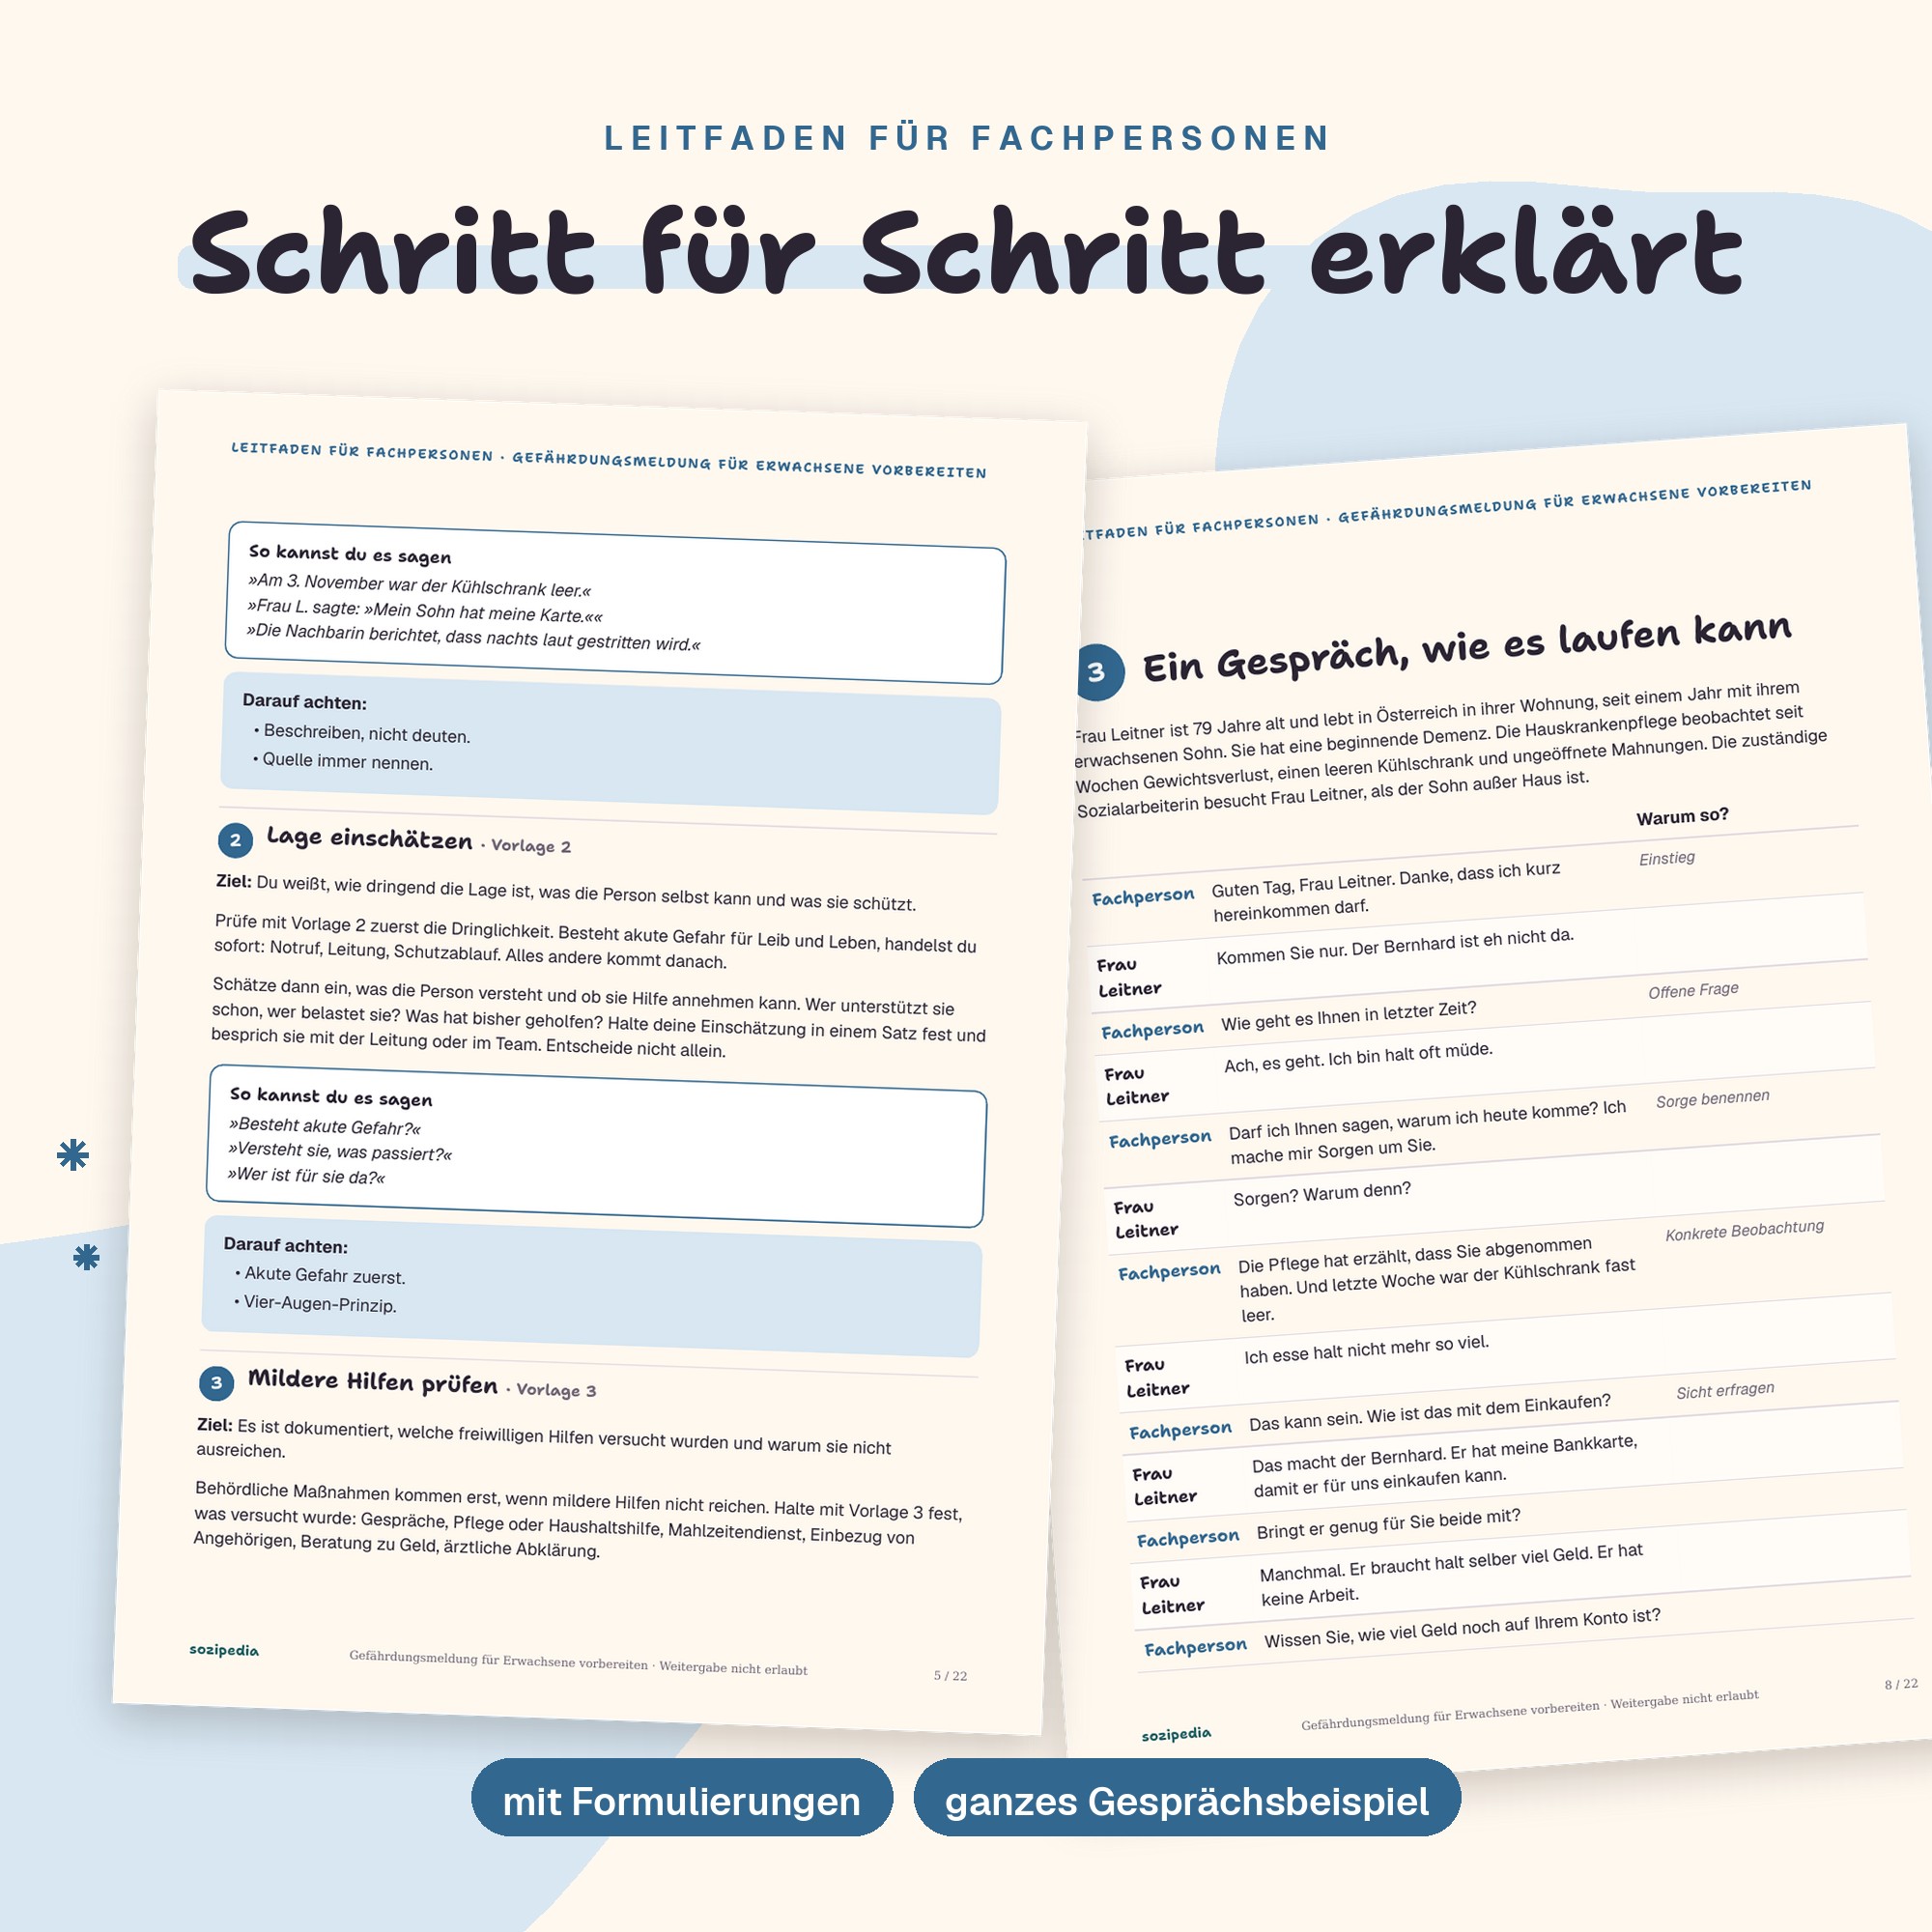 LEITFADEN FÜR FACHPERSONEN
Schritt für Schritt erklärt
LEITFADEN FÜR FACHPERSONEN · GEFÄHRDUNGSMELDUNG FÜR ERWACHSENE VORBEREITEN
So kannst du es sagen
»Am 3. November war der Kühlschrank leer.«
»Frau L. sagte: »Mein Sohn hat meine Karte.««
»Die Nachbarin berichtet, dass nachts laut gestritten wird.«
Darauf achten:
• Beschreiben, nicht deuten.
• Quelle immer nennen.
2 Lage einschätzen · Vorlage 2
Ziel: Du weißt, wie dringend die Lage ist, was die Person selbst kann und was sie schützt.
Prüfe mit Vorlage 2 zuerst die Dringlichkeit. Besteht akute Gefahr für Leib und Leben, handelst du
sofort: Notruf, Leitung, Schutzablauf. Alles andere kommt danach.
Schätze dann ein, was die Person versteht und ob sie Hilfe annehmen kann. Wer unterstützt sie
schon, wer belastet sie? Was hat bisher geholfen? Halte deine Einschätzung in einem Satz fest und
besprich sie mit der Leitung oder im Team. Entscheide nicht allein.
So kannst du es sagen
»Besteht akute Gefahr?«
»Versteht sie, was passiert?«
»Wer ist für sie da?«
Darauf achten:
• Akute Gefahr zuerst.
• Vier-Augen-Prinzip.
3 Mildere Hilfen prüfen · Vorlage 3
Ziel: Es ist dokumentiert, welche freiwilligen Hilfen versucht wurden und warum sie nicht
ausreichen.
Behördliche Maßnahmen kommen erst, wenn mildere Hilfen nicht reichen. Halte mit Vorlage 3 fest,
was versucht wurde: Gespräche, Pflege oder Haushaltshilfe, Mahlzeitendienst, Einbezug von
Angehörigen, Beratung zu Geld, ärztliche Abklärung.
sozipedia Gefährdungsmeldung für Erwachsene vorbereiten · Weitergabe nicht erlaubt 5 / 22
TFADEN FÜR FACHPERSONEN · GEFÄHRDUNGSMELDUNG FÜR ERWACHSENE VORBEREITEN
3 Ein Gespräch, wie es laufen kann
Frau Leitner ist 79 Jahre alt und lebt in Österreich in ihrer Wohnung, seit einem Jahr mit ihrem
erwachsenen Sohn. Sie hat eine beginnende Demenz. Die Hauskrankenpflege beobachtet seit
Wochen Gewichtsverlust, einen leeren Kühlschrank und ungeöffnete Mahnungen. Die zuständige
Sozialarbeiterin besucht Frau Leitner, als der Sohn außer Haus ist.
Warum so?
Fachperson Guten Tag, Frau Leitner. Danke, dass ich kurz Einstieg
hereinkommen darf.
Frau Kommen Sie nur. Der Bernhard ist eh nicht da.
Leitner
Fachperson Wie geht es Ihnen in letzter Zeit? Offene Frage
Frau Ach, es geht. Ich bin halt oft müde.
Leitner
Fachperson Darf ich Ihnen sagen, warum ich heute komme? Ich Sorge benennen
mache mir Sorgen um Sie.
Frau Sorgen? Warum denn?
Leitner
Fachperson Die Pflege hat erzählt, dass Sie abgenommen Konkrete Beobachtung
haben. Und letzte Woche war der Kühlschrank fast
leer.
Frau Ich esse halt nicht mehr so viel.
Leitner
Fachperson Das kann sein. Wie ist das mit dem Einkaufen? Sicht erfragen
Frau Das macht der Bernhard. Er hat meine Bankkarte,
Leitner damit er für uns einkaufen kann.
Fachperson Bringt er genug für Sie beide mit?
Frau Manchmal. Er braucht halt selber viel Geld. Er hat
Leitner keine Arbeit.
Fachperson Wissen Sie, wie viel Geld noch auf Ihrem Konto ist?
sozipedia Gefährdungsmeldung für Erwachsene vorbereiten · Weitergabe nicht erlaubt 8 / 22
mit Formulierungen
ganzes Gesprächsbeispiel